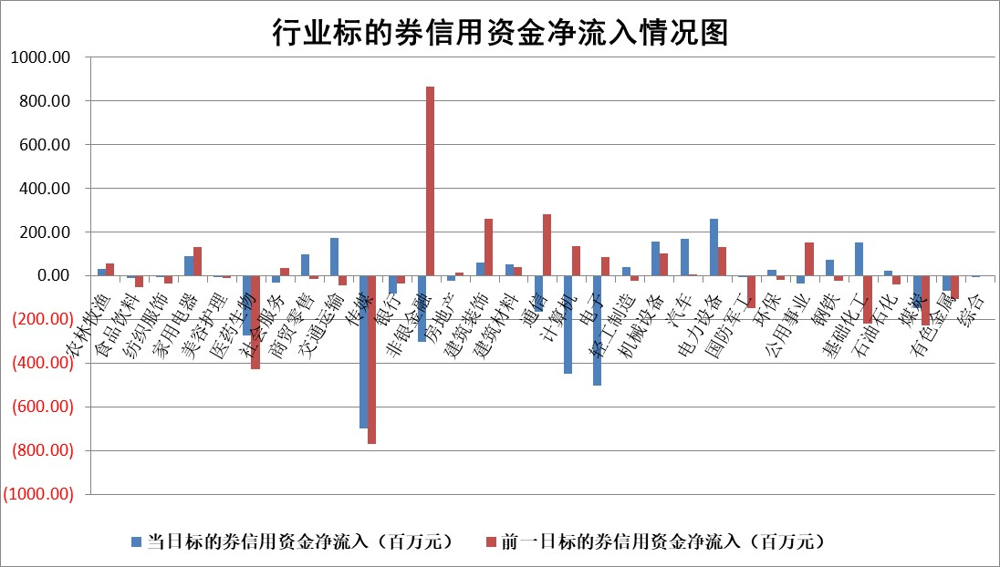 行业标的券信用资金净流入情况图
1000.00
800.00
600.00
400.00
200.00
0.00
(200.00)
(400.00)
(600.00)
(800.00)
(1000.00)
农林牧渔
食品饮料
纺织服饰
家用电器
美容护理
医药生物
社会服务
商贸零售
交通运输
传媒
银行
非银金融
房地产
建筑装饰
建筑材料
通信
计算机
电子
轻工制造
机械设备
汽车
电力设备
国防军工
环保
公用事业
钢铁
基础化工
石油石化
煤炭
有色金属
综合
当日标的券信用资金净流入（百万元）
前一日标的券信用资金净流入（百万元）